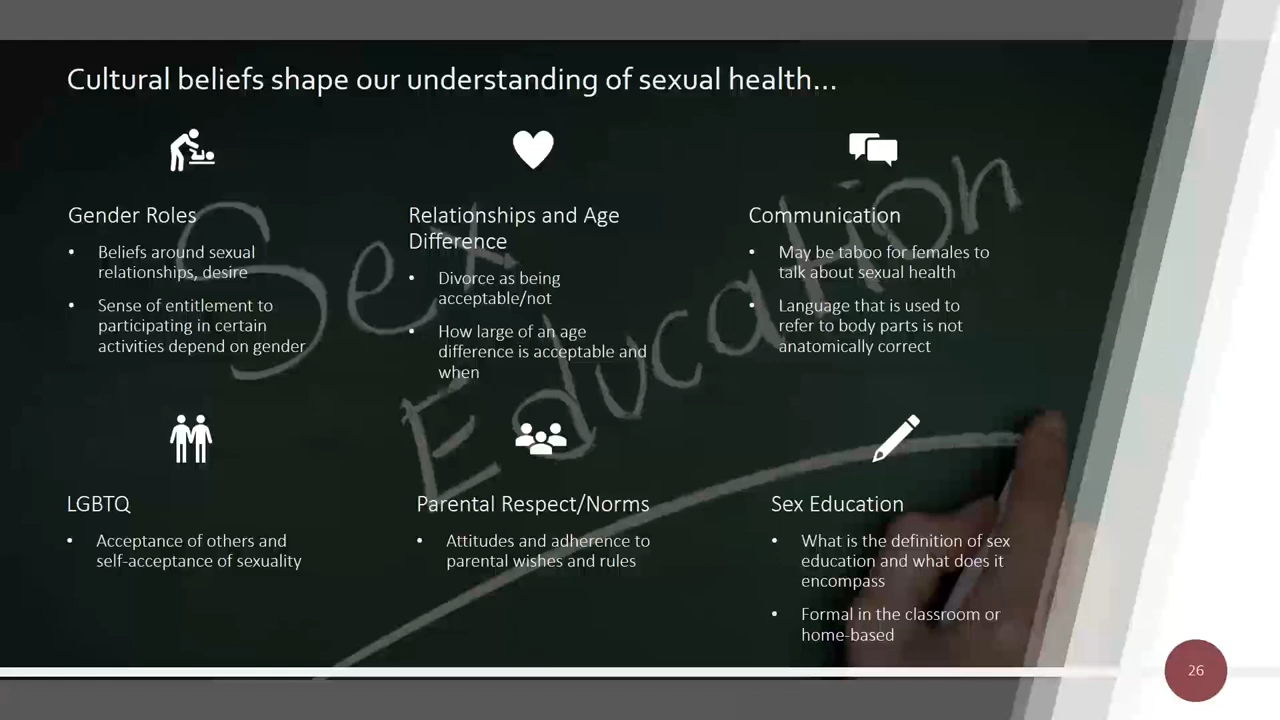 Cultural beliefs shape our understanding of sexual health...
Gender Roles
• Beliefs around sexual
relationships, desire
• Sense of entitlement to
participating in certain
activities depend on gender
Relationships and Age
Difference
• Divorce as being
acceptable/not
• How large of an age
difference is acceptable and
when
Communication
• May be taboo for females to
talk about sexual health
• Language that is used to
refer to body parts is not
anatomically correct
LGBTQ
• Acceptance of others and
self-acceptance of sexuality
Parental Respect/Norms
• Attitudes and adherence to
parental wishes and rules
Sex Education
• What is the definition of sex
education and what does it
encompass
• Formal in the classroom or
home-based
Sex
Education
26